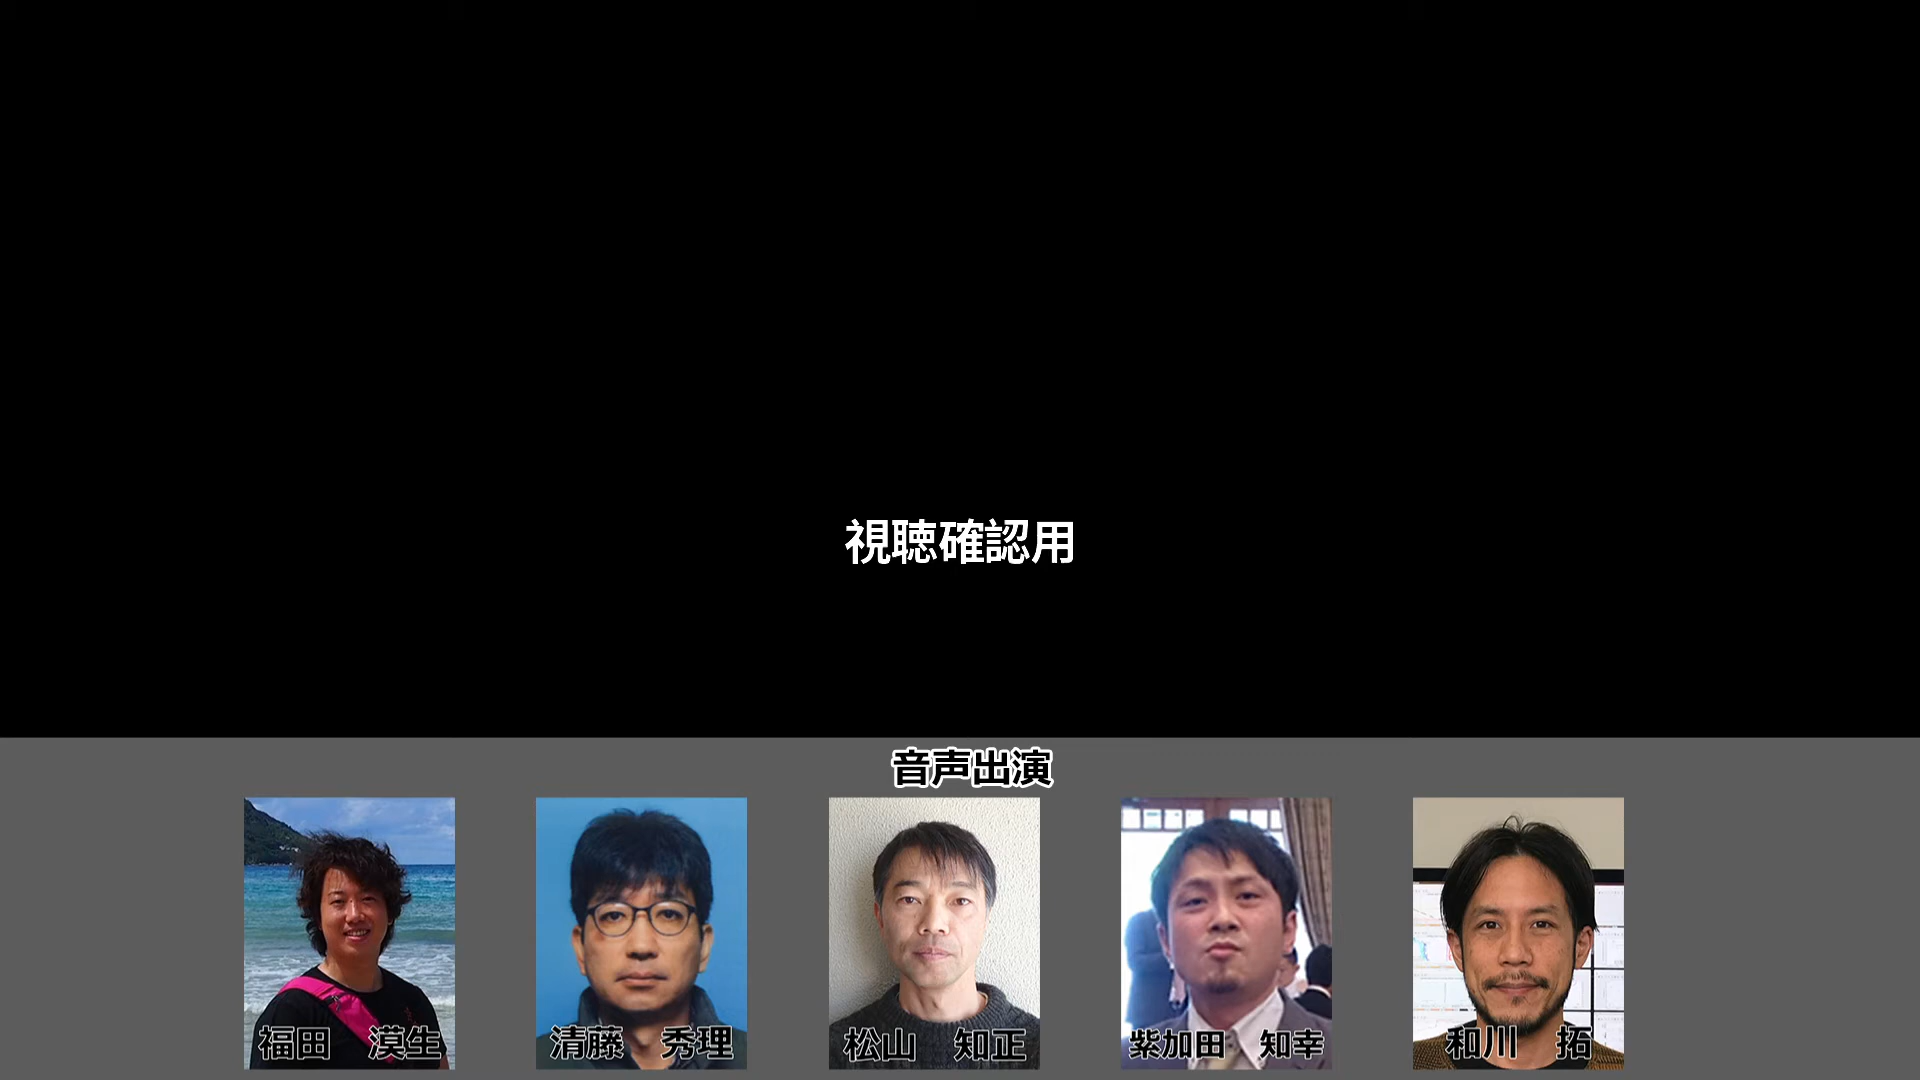 視聴確認用
音声出演
福田　漠生
清藤　秀理
松山　知正
紫加田　知幸
和川　拓